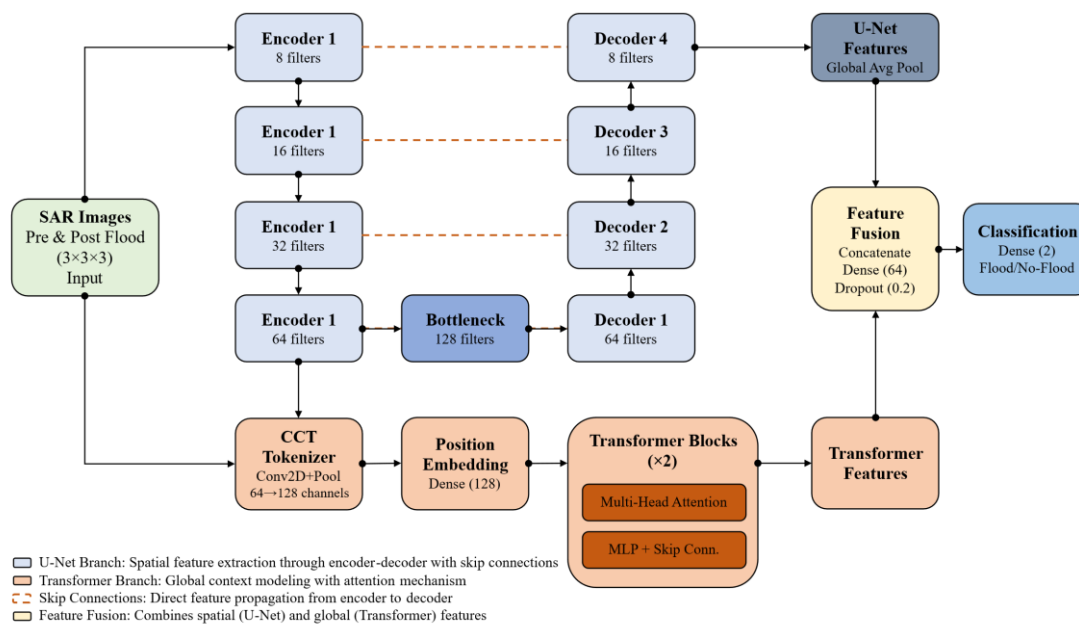 Encoder 1
8 filters
Decoder 4
8 filters
U-Net
Features
Global Avg Pool
Encoder 1
16 filters
Decoder 3
16 filters
SAR Images
Pre & Post Flood
(3×3×3)
Input
Encoder 1
32 filters
Decoder 2
32 filters
Feature
Fusion
Concatenate
Dense (64)
Dropout (0.2)
Classification
Dense (2)
Flood/No-Flood
Encoder 1
64 filters
Bottleneck
128 filters
Decoder 1
64 filters
CCT
Tokenizer
Conv2D+Pool
64→128 channels
Position
Embedding
Dense (128)
Transformer Blocks
(×2)
Multi-Head Attention
MLP + Skip Conn.
Transformer
Features
U-Net Branch: Spatial feature extraction through encoder-decoder with skip connections
Transformer Branch: Global context modeling with attention mechanism
Skip Connections: Direct feature propagation from encoder to decoder
Feature Fusion: Combines spatial (U-Net) and global (Transformer) features